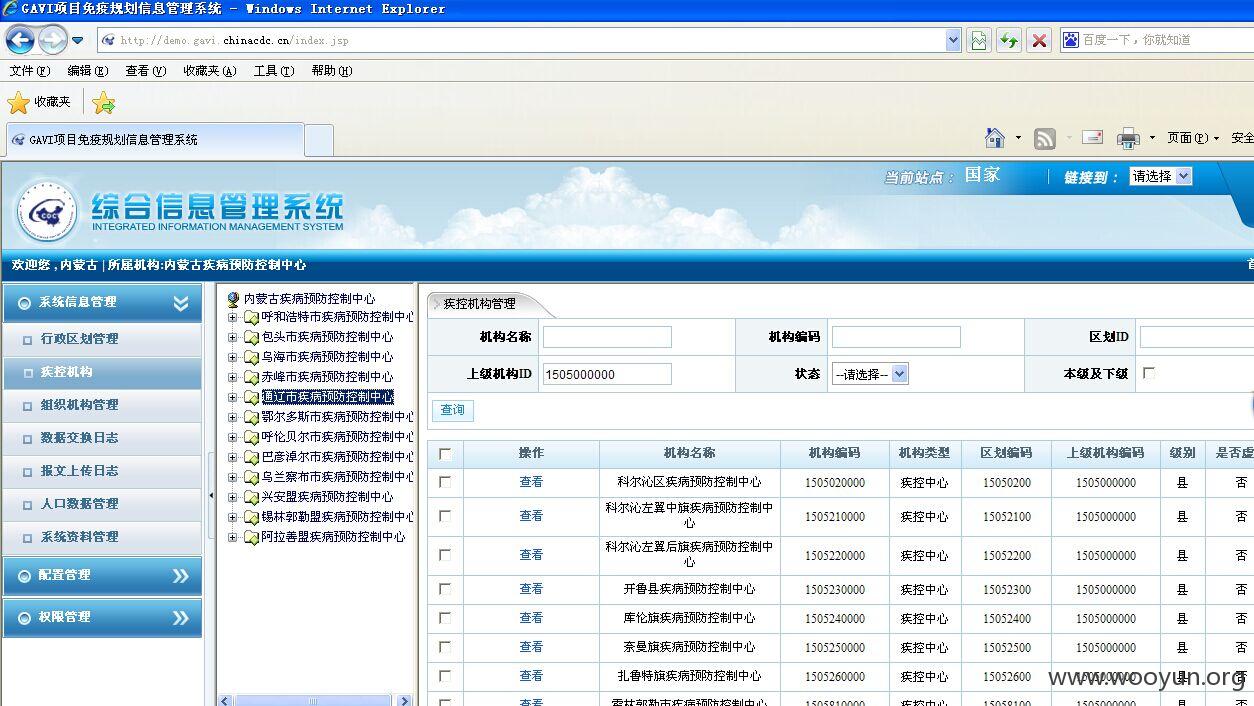 GAVI项目免疫规划信息管理系统 - Windows Internet Explorer
http://demo.gavi.chinacdc.cn/index.jsp
百度一下，你就知道
文件(F) 编辑(E) 查看(V) 收藏夹(A) 工具(T) 帮助(H)
收藏夹
GAVI项目免疫规划信息管理系统
页面(P) 安全
当前站点： 国家 链接到： 请选择
CDC
综合信息管理系统
INTEGRATED INFORMATION MANAGEMENT SYSTEM
欢迎您 , 内蒙古 | 所属机构:内蒙古疾病预防控制中心
系统信息管理
行政区划管理
疾控机构
组织机构管理
数据交换日志
报文上传日志
人口数据管理
系统资料管理
配置管理
权限管理
内蒙古疾病预防控制中心
呼和浩特市疾病预防控制中心
包头市疾病预防控制中心
乌海市疾病预防控制中心
赤峰市疾病预防控制中心
通辽市疾病预防控制中心
鄂尔多斯市疾病预防控制中心
呼伦贝尔市疾病预防控制中心
巴彦淖尔市疾病预防控制中心
乌兰察布市疾病预防控制中心
兴安盟疾病预防控制中心
锡林郭勒盟疾病预防控制中心
阿拉善盟疾病预防控制中心
疾控机构管理
机构名称 机构编码 区划ID
上级机构ID 1505000000 状态 --请选择-- 本级及下级
查询
操作 机构名称 机构编码 机构类型 区划编码 上级机构编码 级别 是否虚
查看 科尔沁区疾病预防控制中心 1505020000 疾控中心 15050200 1505000000 县 否
查看 科尔沁左翼中旗疾病预防控制中心 1505210000 疾控中心 15052100 1505000000 县 否
查看 科尔沁左翼后旗疾病预防控制中心 1505220000 疾控中心 15052200 1505000000 县 否
查看 开鲁县疾病预防控制中心 1505230000 疾控中心 15052300 1505000000 县 否
查看 库伦旗疾病预防控制中心 1505240000 疾控中心 15052400 1505000000 县 否
查看 奈曼旗疾病预防控制中心 1505250000 疾控中心 15052500 1505000000 县 否
查看 扎鲁特旗疾病预防控制中心 1505260000 疾控中心 15052600 1505000000 县 否
查看 霍林郭勒市疾病预防控制中心 1505810000 疾控中心 15058100 1505000000 县 否
www.wooyun.org